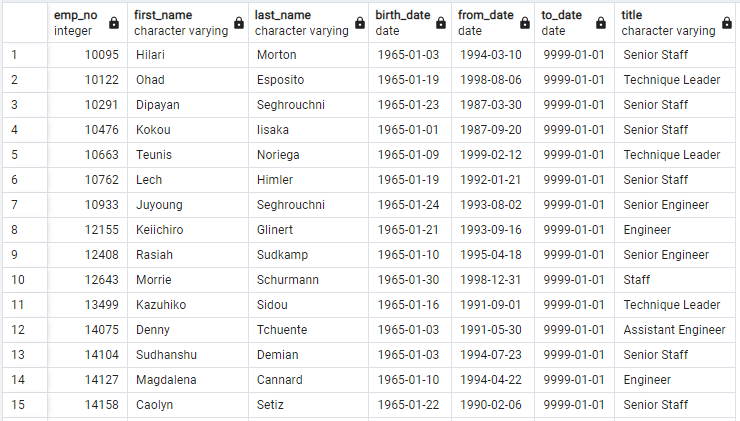 emp_no first_name last_name birth_date from_date to_date title
integer character varying character varying date date date character varying
1 10095 Hilari Morton 1965-01-03 1994-03-10 9999-01-01 Senior Staff
2 10122 Ohad Esposito 1965-01-19 1998-08-06 9999-01-01 Technique Leader
3 10291 Dipayan Seghrouchni 1965-01-23 1987-03-30 9999-01-01 Senior Staff
4 10476 Kokou Iisaka 1965-01-01 1987-09-20 9999-01-01 Senior Staff
5 10663 Teunis Noriega 1965-01-09 1999-02-12 9999-01-01 Technique Leader
6 10762 Lech Himler 1965-01-19 1992-01-21 9999-01-01 Senior Staff
7 10933 Juyoung Seghrouchni 1965-01-24 1993-08-02 9999-01-01 Senior Engineer
8 12155 Keiichiro Glinert 1965-01-21 1993-09-16 9999-01-01 Engineer
9 12408 Rasiah Sudkamp 1965-01-10 1995-04-18 9999-01-01 Senior Engineer
10 12643 Morrie Schurmann 1965-01-30 1998-12-31 9999-01-01 Staff
11 13499 Kazuhiko Sidou 1965-01-16 1991-09-01 9999-01-01 Technique Leader
12 14075 Denny Tchuente 1965-01-03 1991-05-30 9999-01-01 Assistant Engineer
13 14104 Sudhanshu Demian 1965-01-03 1994-07-23 9999-01-01 Senior Staff
14 14127 Magdalena Cannard 1965-01-10 1994-04-22 9999-01-01 Engineer
15 14158 Caolyn Setiz 1965-01-22 1990-02-06 9999-01-01 Senior Staff